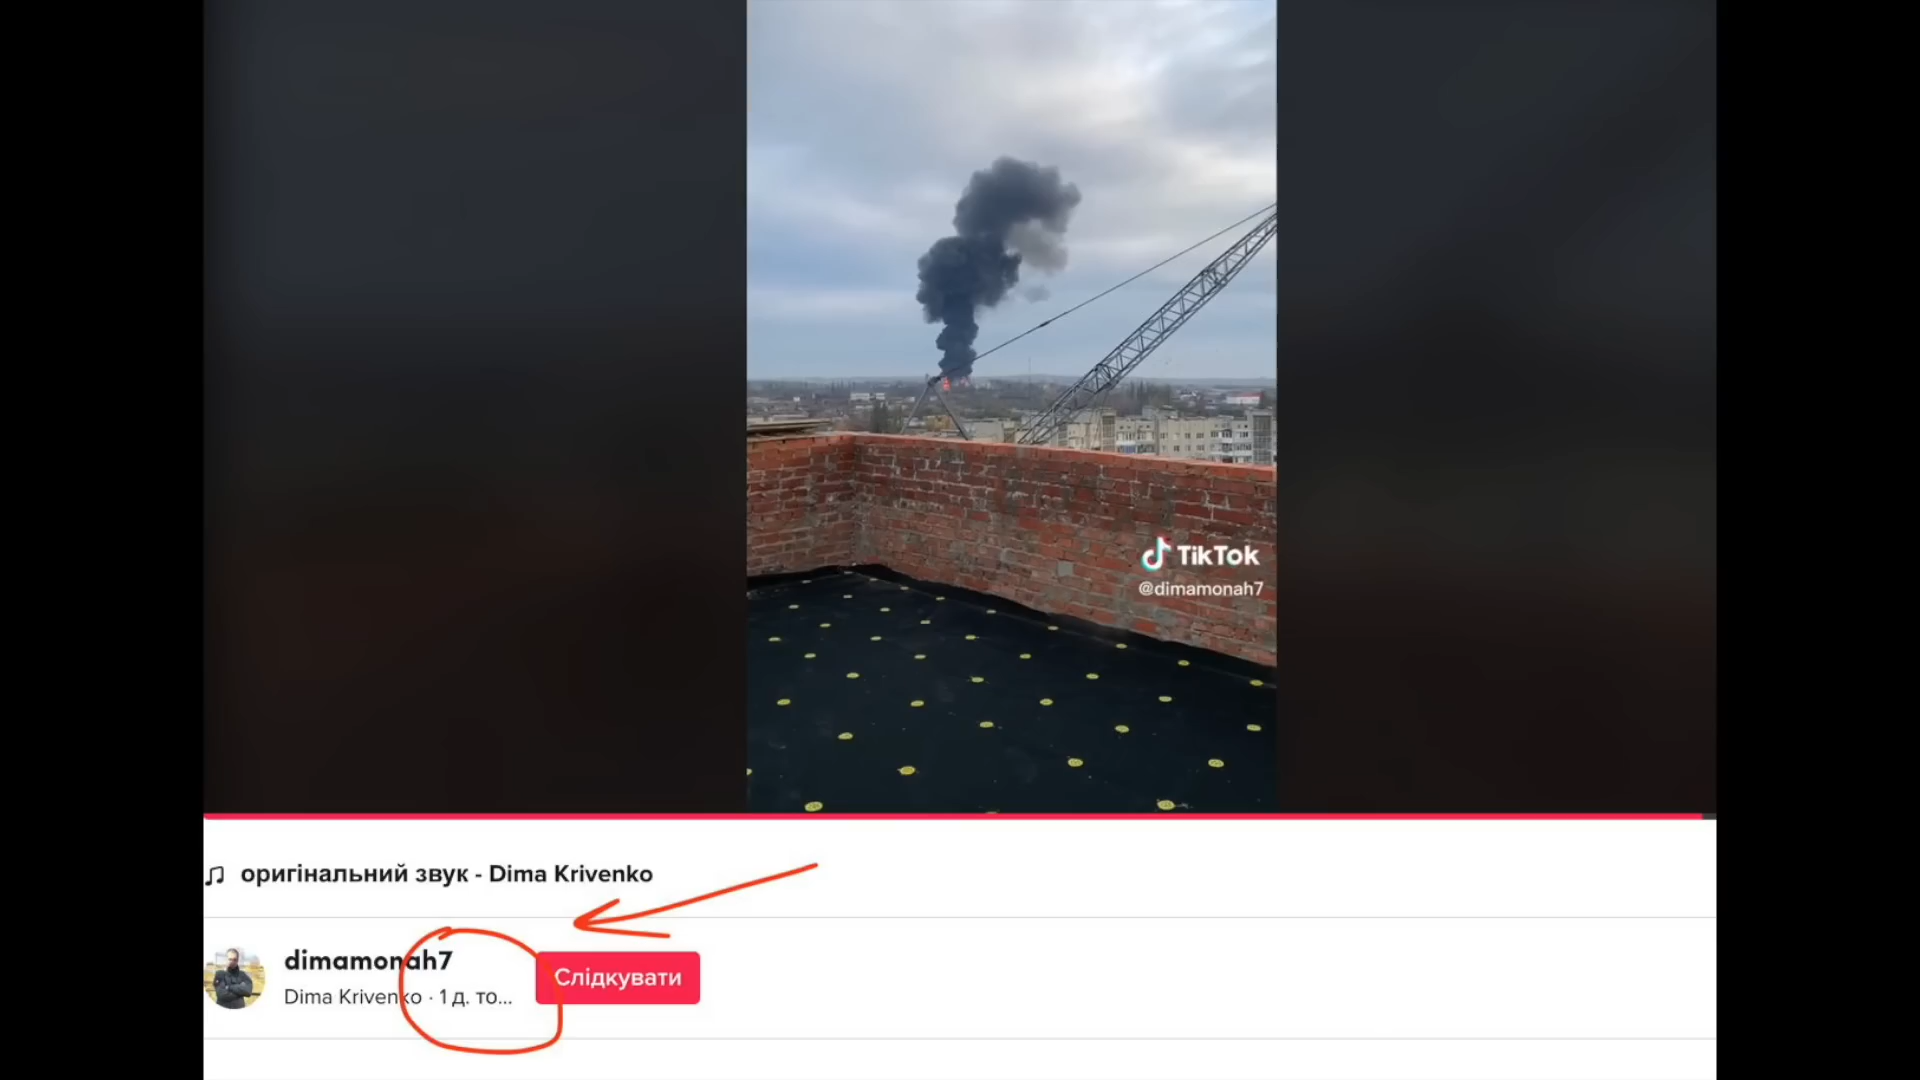 TikTok
@dimamonah7
оригінальний звук - Dima Krivenko
dimamonah7
Dima Krivenko · 1 д. то...
Слідкувати